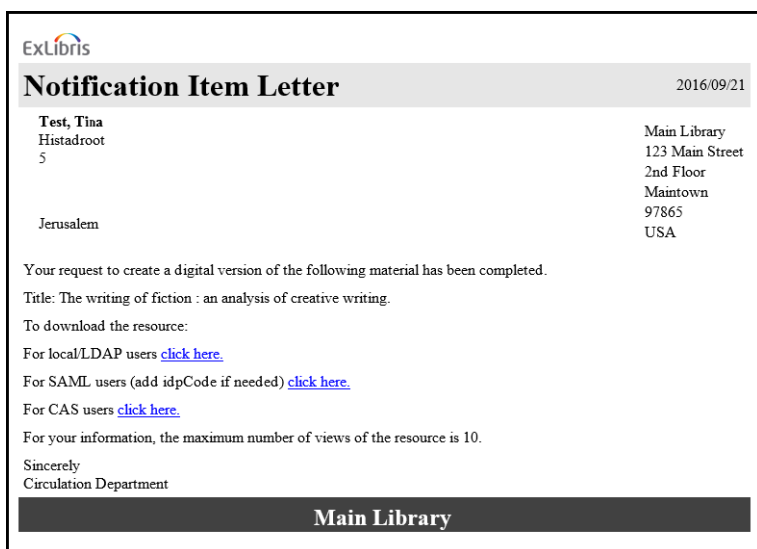 ExLibris
Notification Item Letter
2016/09/21
Test, Tina
Histadroot
5
Jerusalem
Main Library
123 Main Street
2nd Floor
Maintown
97865
USA
Your request to create a digital version of the following material has been completed.
Title: The writing of fiction : an analysis of creative writing.
To download the resource:
For local/LDAP users click here.
For SAML users (add idpCode if needed) click here.
For CAS users click here.
For your information, the maximum number of views of the resource is 10.
Sincerely
Circulation Department
Main Library